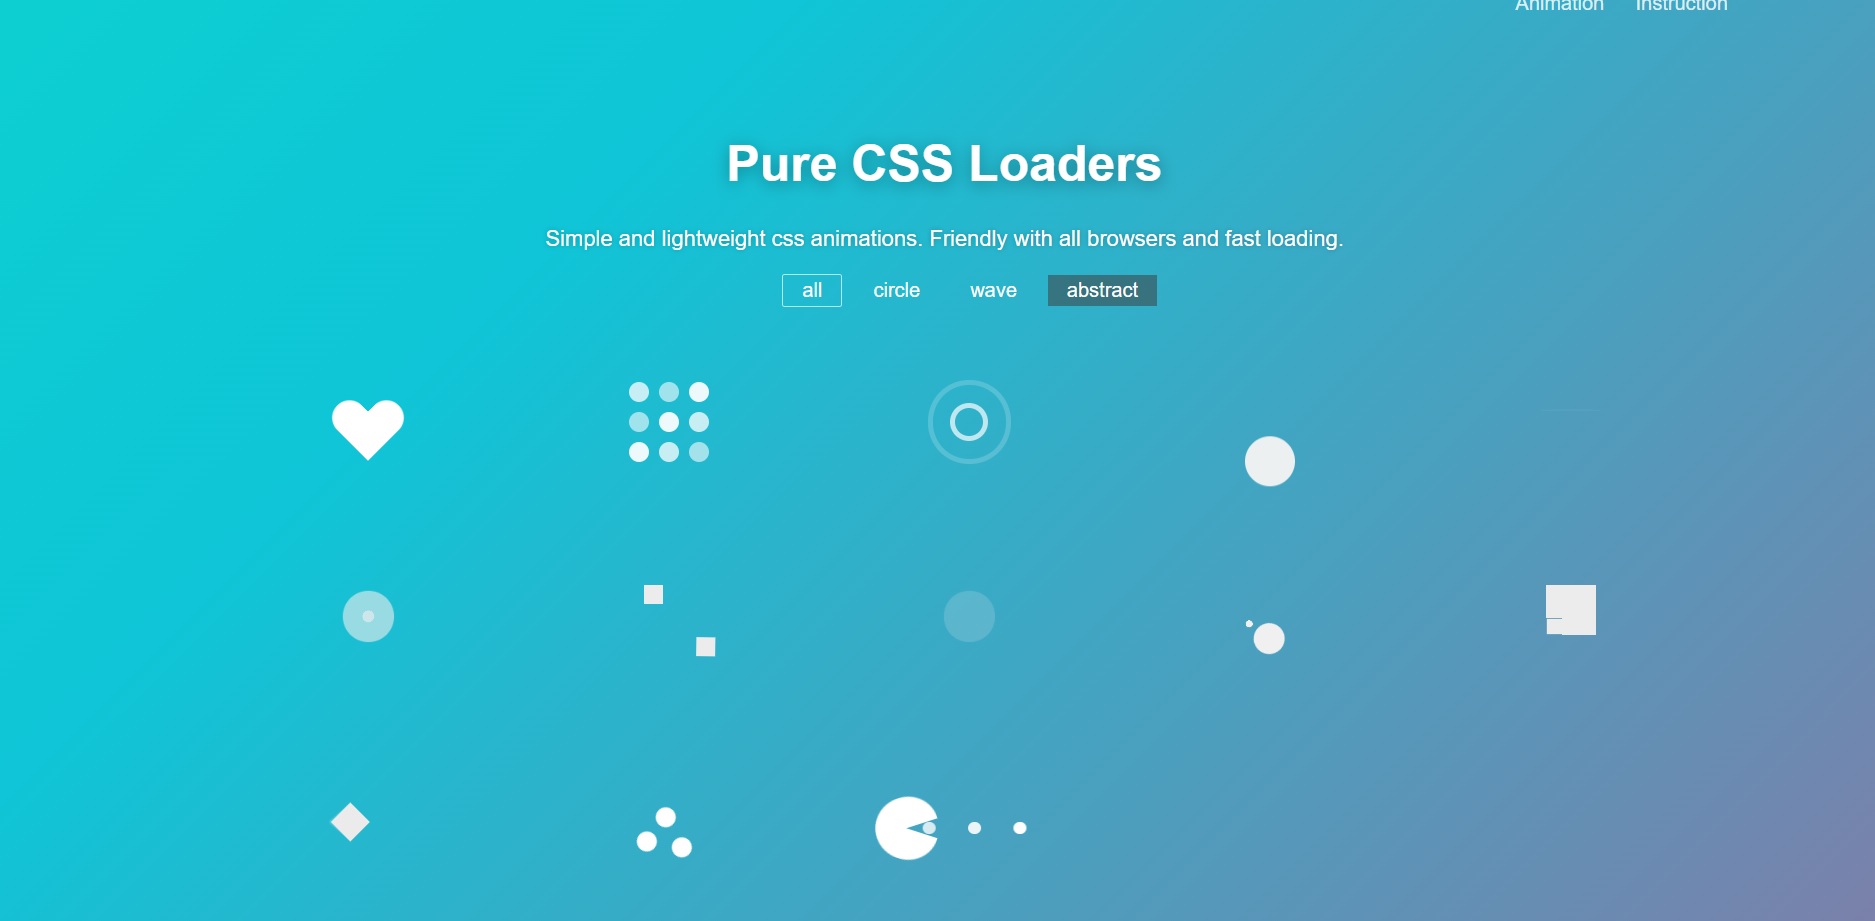 Animation Instruction
Pure CSS Loaders
Simple and lightweight css animations. Friendly with all browsers and fast loading.
all circle wave abstract